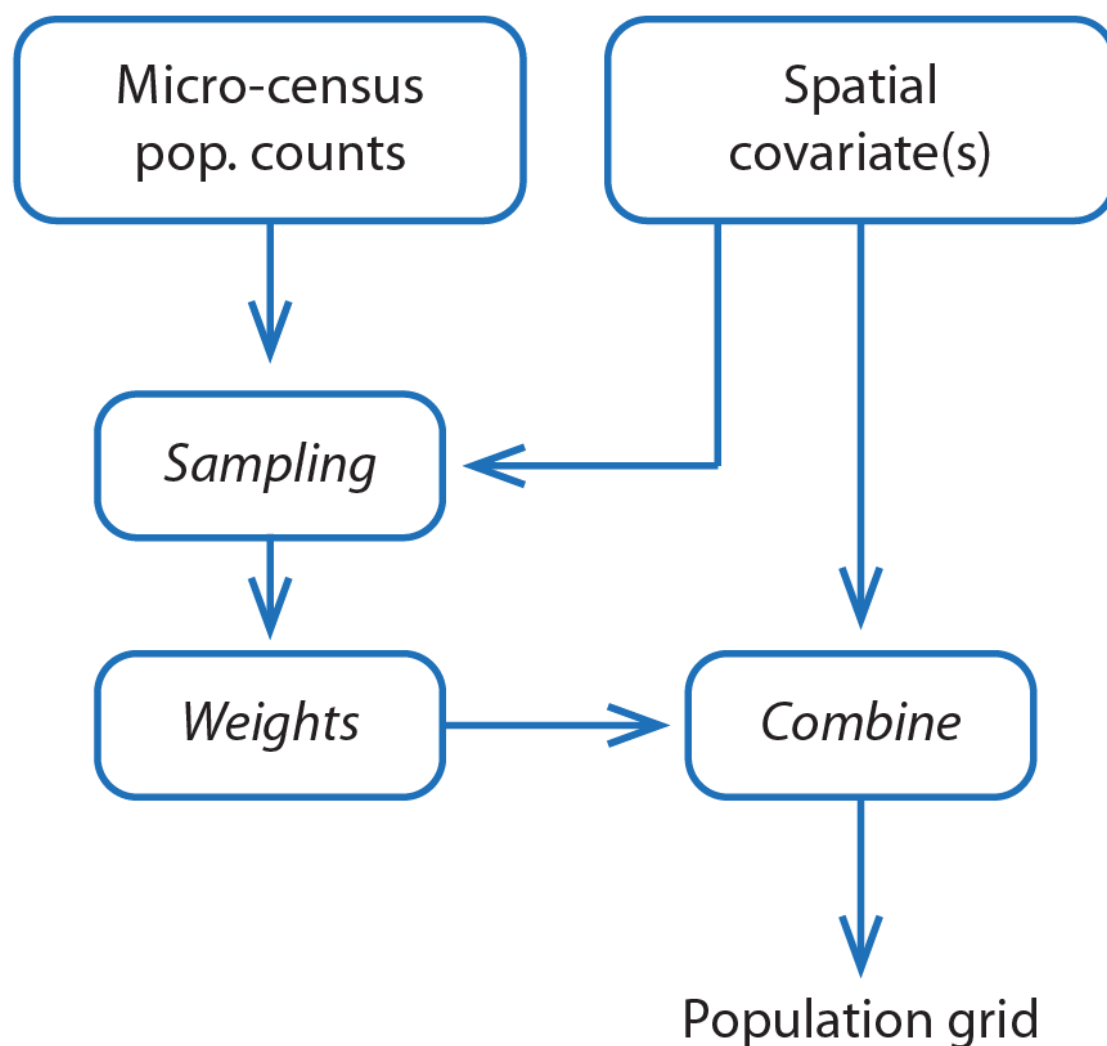 Micro-census
pop. counts
Spatial
covariate(s)
Sampling
Weights
Combine
Population grid